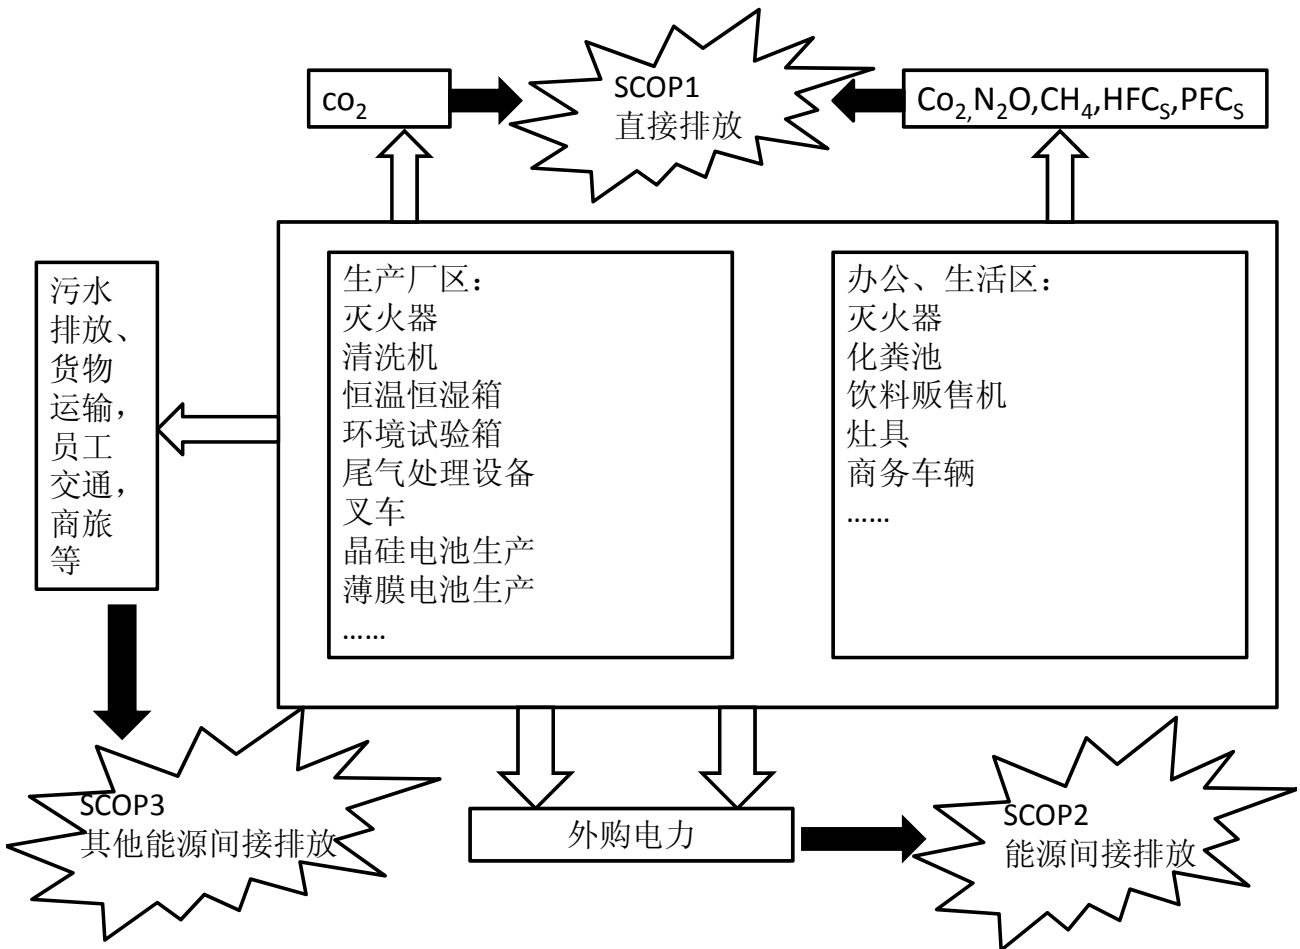 SCOP1
直接排放
co₂
Co₂,N₂O,CH₄,HFCₛ,PFCₛ
污水
排放、
货物
运输，
员工
交通，
商旅
等
生产厂区：
灭火器
清洗机
恒温恒湿箱
环境试验箱
尾气处理设备
叉车
晶硅电池生产
薄膜电池生产
……
办公、生活区：
灭火器
化粪池
饮料贩售机
灶具
商务车辆
……
SCOP3
其他能源间接排放
外购电力
SCOP2
能源间接排放